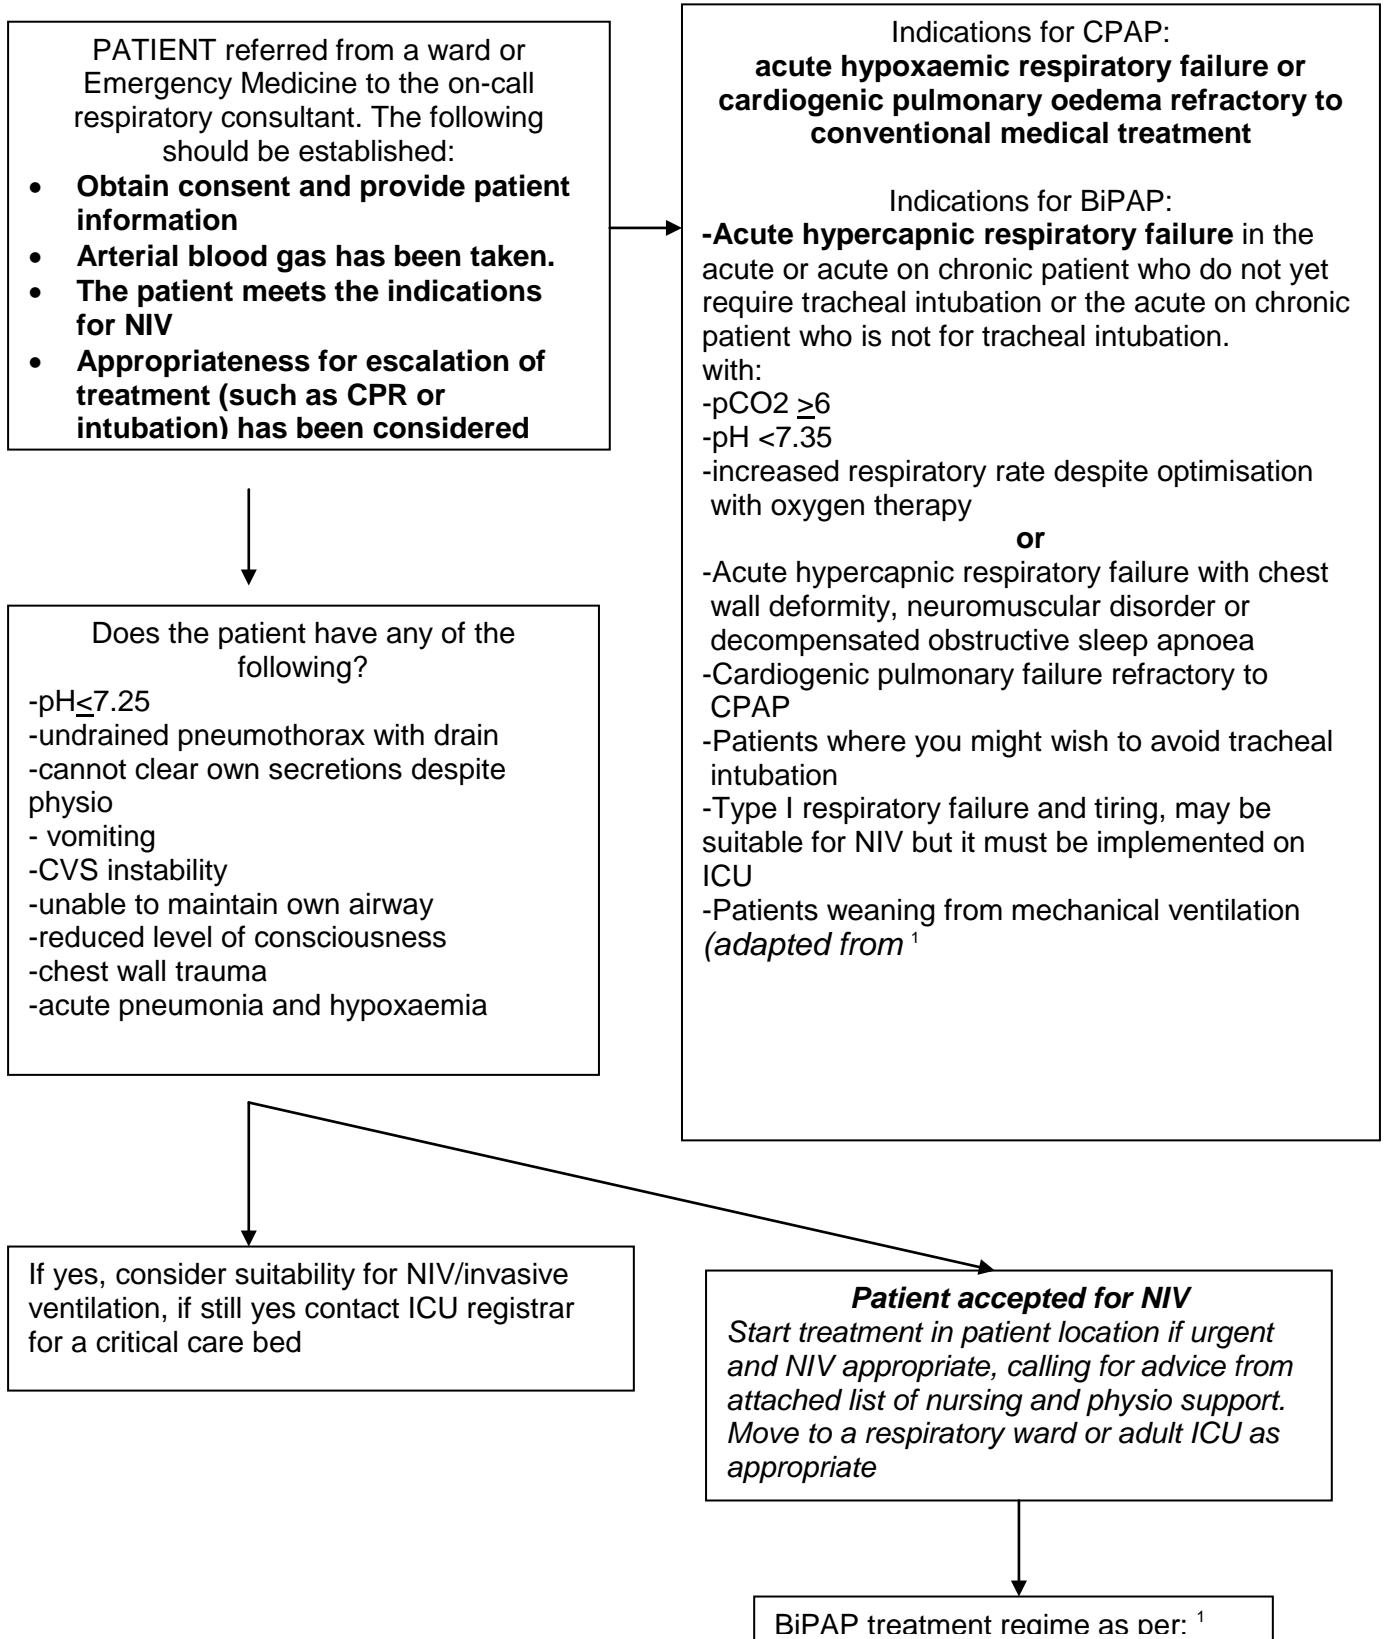 PATIENT referred from a ward or
Emergency Medicine to the on-call
respiratory consultant. The following
should be established:
• Obtain consent and provide patient
information
• Arterial blood gas has been taken.
• The patient meets the indications
for NIV
• Appropriateness for escalation of
treatment (such as CPR or
intubation) has been considered
Indications for CPAP:
acute hypoxaemic respiratory failure or
cardiogenic pulmonary oedema refractory to
conventional medical treatment
Indications for BiPAP:
-Acute hypercapnic respiratory failure in the
acute or acute on chronic patient who do not yet
require tracheal intubation or the acute on chronic
patient who is not for tracheal intubation.
with:
-pCO2 ≥6
-pH <7.35
-increased respiratory rate despite optimisation
with oxygen therapy
or
-Acute hypercapnic respiratory failure with chest
wall deformity, neuromuscular disorder or
decompensated obstructive sleep apnoea
-Cardiogenic pulmonary failure refractory to
CPAP
-Patients where you might wish to avoid tracheal
intubation
-Type I respiratory failure and tiring, may be
suitable for NIV but it must be implemented on
ICU
-Patients weaning from mechanical ventilation
(adapted from ¹
Does the patient have any of the
following?
-pH≤7.25
-undrained pneumothorax with drain
-cannot clear own secretions despite
physio
- vomiting
-CVS instability
-unable to maintain own airway
-reduced level of consciousness
-chest wall trauma
-acute pneumonia and hypoxaemia
If yes, consider suitability for NIV/invasive
ventilation, if still yes contact ICU registrar
for a critical care bed
Patient accepted for NIV
Start treatment in patient location if urgent
and NIV appropriate, calling for advice from
attached list of nursing and physio support.
Move to a respiratory ward or adult ICU as
appropriate
BiPAP treatment regime as per: ¹